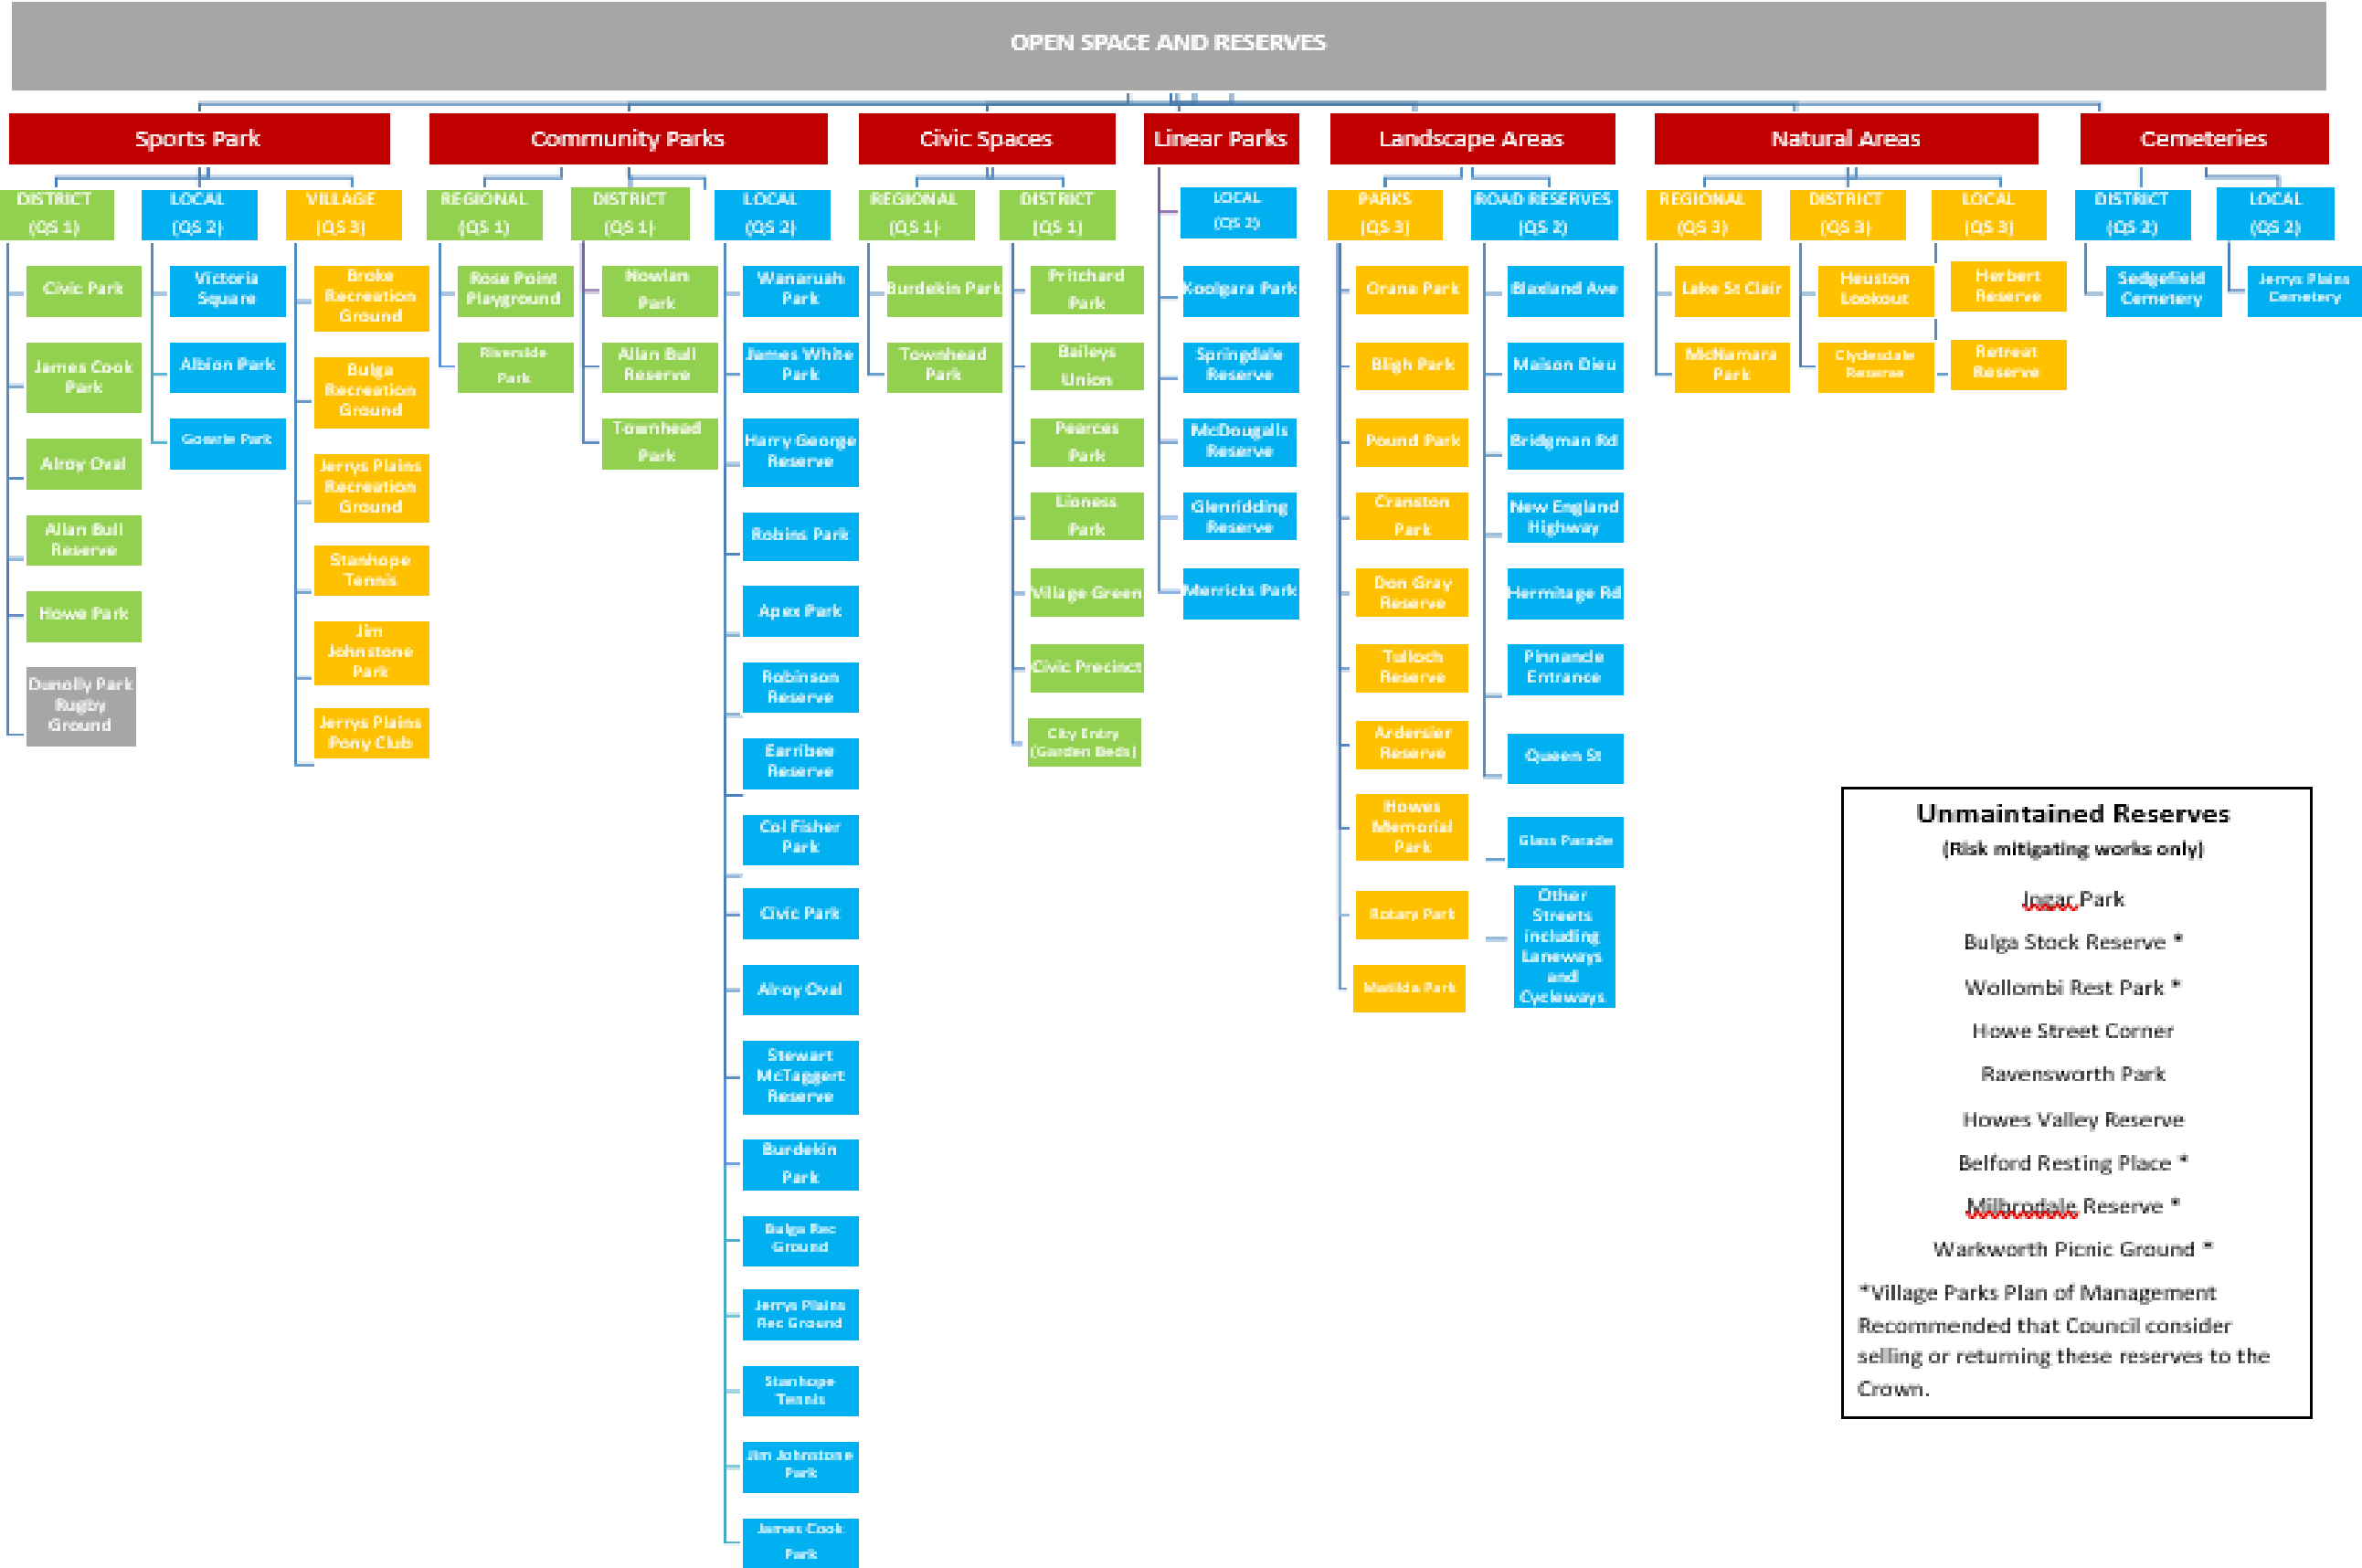 OPEN SPACE AND RESERVES
Sports Park
DISTRICT
(QS 1)
Civic Park
James Cook
Park
Alroy Oval
Allan Bull
Reserve
Howe Park
Dunolly Park
Rugby
Ground
LOCAL
(QS 2)
Victoria
Square
Albion Park
Gowrie Park
VILLAGE
(QS 3)
Broke
Recreation
Ground
Bulga
Recreation
Ground
Jerrys Plains
Recreation
Ground
Stanhope
Tennis
Jim
Johnstone
Park
Jerrys Plains
Pony Club
Community Parks
REGIONAL
(QS 1)
Rose Point
Playground
Riverside
Park
DISTRICT
(QS 1)
Nowlan
Park
Allan Bull
Reserve
Townhead
Park
LOCAL
(QS 2)
Wanaruah
Park
James White
Park
Harry George
Reserve
Robins Park
Apex Park
Robinson
Reserve
Earribee
Reserve
Col Fisher
Park
Civic Park
Alroy Oval
Stewart
McTaggert
Reserve
Burdekin
Park
Bulga Rec
Ground
Jerrys Plains
Rec Ground
Stanhope
Tennis
Jim Johnstone
Park
James Cook
Park
Civic Spaces
REGIONAL
(QS 1)
Burdekin Park
Townhead
Park
DISTRICT
(QS 1)
Pritchard
Park
Baileys
Union
Pearces
Park
Lioness
Park
Village Green
Civic Precinct
City Entry
(Garden Beds)
Linear Parks
LOCAL
(QS 2)
Koolgara Park
Springdale
Reserve
McDougalls
Reserve
Glenridding
Reserve
Merricks Park
Landscape Areas
PARKS
(QS 3)
Orana Park
Bligh Park
Pound Park
Cranston
Park
Don Gray
Reserve
Tulloch
Reserve
Ardersier
Reserve
Howes
Memorial
Park
Rotary Park
Matilda Park
ROAD RESERVES
(QS 2)
Blaxland Ave
Maison Dieu
Bridgman Rd
New England
Highway
Hermitage Rd
Pinnancle
Entrance
Queen St
Glass Parade
Other
Streets
including
Laneways
and
Cycleways
Natural Areas
REGIONAL
(QS 3)
Lake St Clair
McNamara
Park
DISTRICT
(QS 3)
Heuston
Lookout
Clydesdale
Reserve
LOCAL
(QS 3)
Herbert
Reserve
Retreat
Reserve
Cemeteries
DISTRICT
(QS 2)
Sedgefield
Cemetery
LOCAL
(QS 2)
Jerrys Plains
Cemetery
Unmaintained Reserves
(Risk mitigating works only)
Jngar Park
Bulga Stock Reserve *
Wollombi Rest Park *
Howe Street Corner
Ravensworth Park
Howes Valley Reserve
Belford Resting Place *
Milbrodale Reserve *
Warkworth Picnic Ground *
*Village Parks Plan of Management
Recommended that Council consider
selling or returning these reserves to the
Crown.